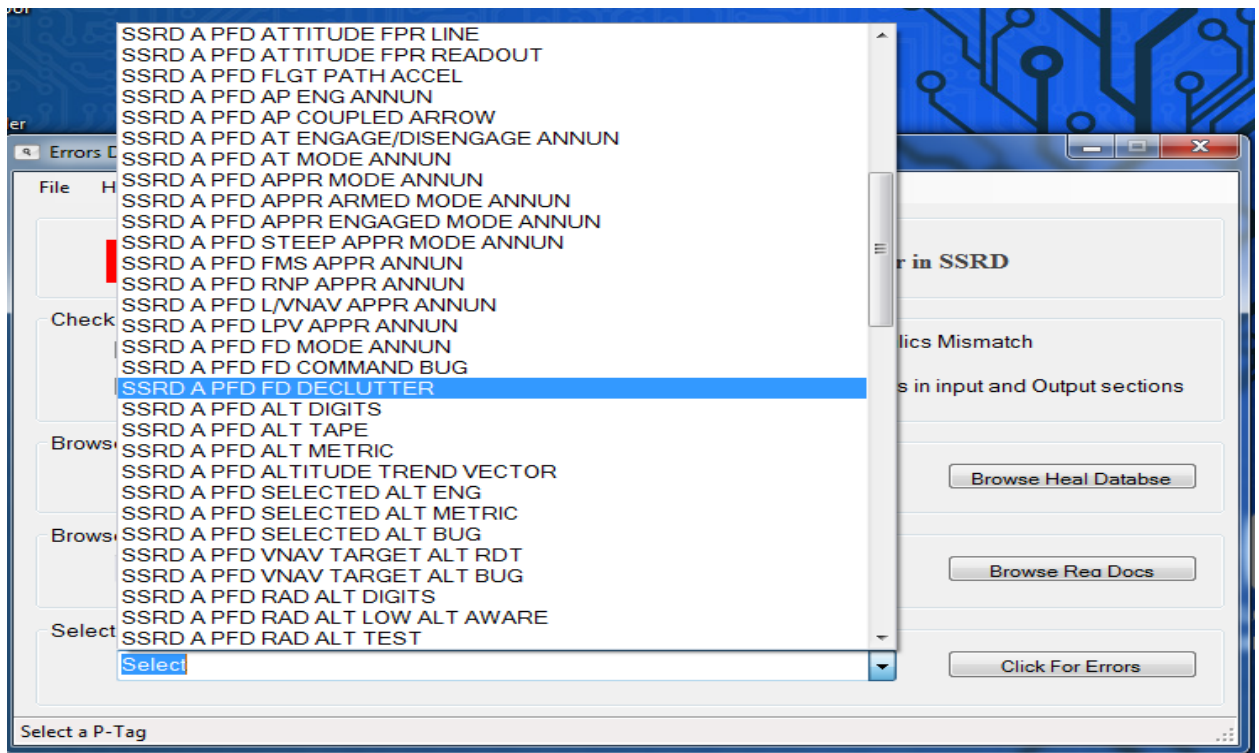 SSRD A PFD ATTITUDE FPR LINE
SSRD A PFD ATTITUDE FPR READOUT
SSRD A PFD FLGT PATH ACCEL
SSRD A PFD AP ENG ANNUN
SSRD A PFD AP COUPLED ARROW
er
SSRD A PFD AT ENGAGE/DISENGAGE ANNUN
Errors
SSRD A PFD AT MODE ANNUN
File
SSRD A PFD APPR MODE ANNUN
SSRD A PFD APPR ARMED MODE ANNUN
SSRD A PFD APPR ENGAGED MODE ANNUN
SSRD A PFD STEEP APPR MODE ANNUN
SSRD A PFD FMS APPR ANNUN
r in SSRD
SSRD A PFD RNP APPR ANNUN
SSRD A PFD L/VNAV APPR ANNUN
Check
SSRD A PFD LPV APPR ANNUN
SSRD A PFD FD MODE ANNUN
lics Mismatch
SSRD A PFD FD COMMAND BUG
SSRD A PFD FD DECLUTTER
s in input and Output sections
SSRD A PFD ALT DIGITS
SSRD A PFD ALT TAPE
Brows
SSRD A PFD ALT METRIC
SSRD A PFD ALTITUDE TREND VECTOR
Browse Heal Databse
SSRD A PFD SELECTED ALT ENG
SSRD A PFD SELECTED ALT METRIC
SSRD A PFD SELECTED ALT BUG
Brows
SSRD A PFD VNAV TARGET ALT RDT
SSRD A PFD VNAV TARGET ALT BUG
Browse Req Docs
SSRD A PFD RAD ALT DIGITS
SSRD A PFD RAD ALT LOW ALT AWARE
Select
SSRD A PFD RAD ALT TEST
Select
Click For Errors
Select a P-Tag